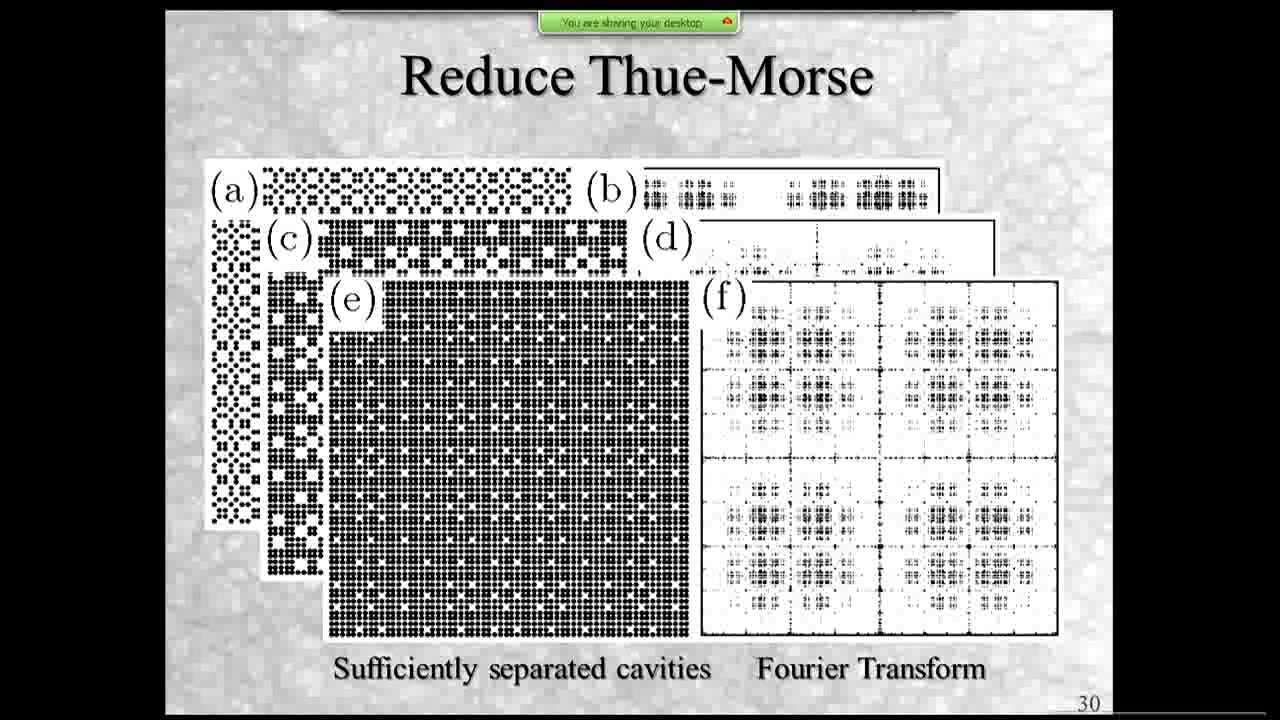 You are sharing your desktop
Reduce Thue-Morse
(a)
(b)
(c)
(d)
(e)
(f)
Sufficiently separated cavities
Fourier Transform
30